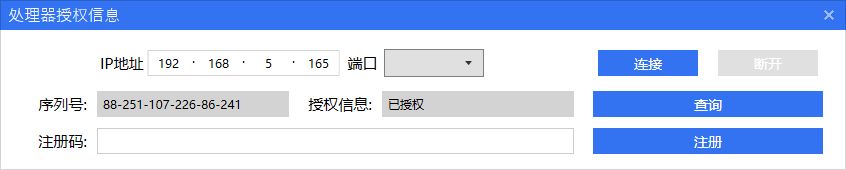 处理器授权信息
IP地址 192 . 168 . 5 . 165 端口 连接 断开
序列号: 88-251-107-226-86-241 授权信息: 已授权 查询
注册码: 注册